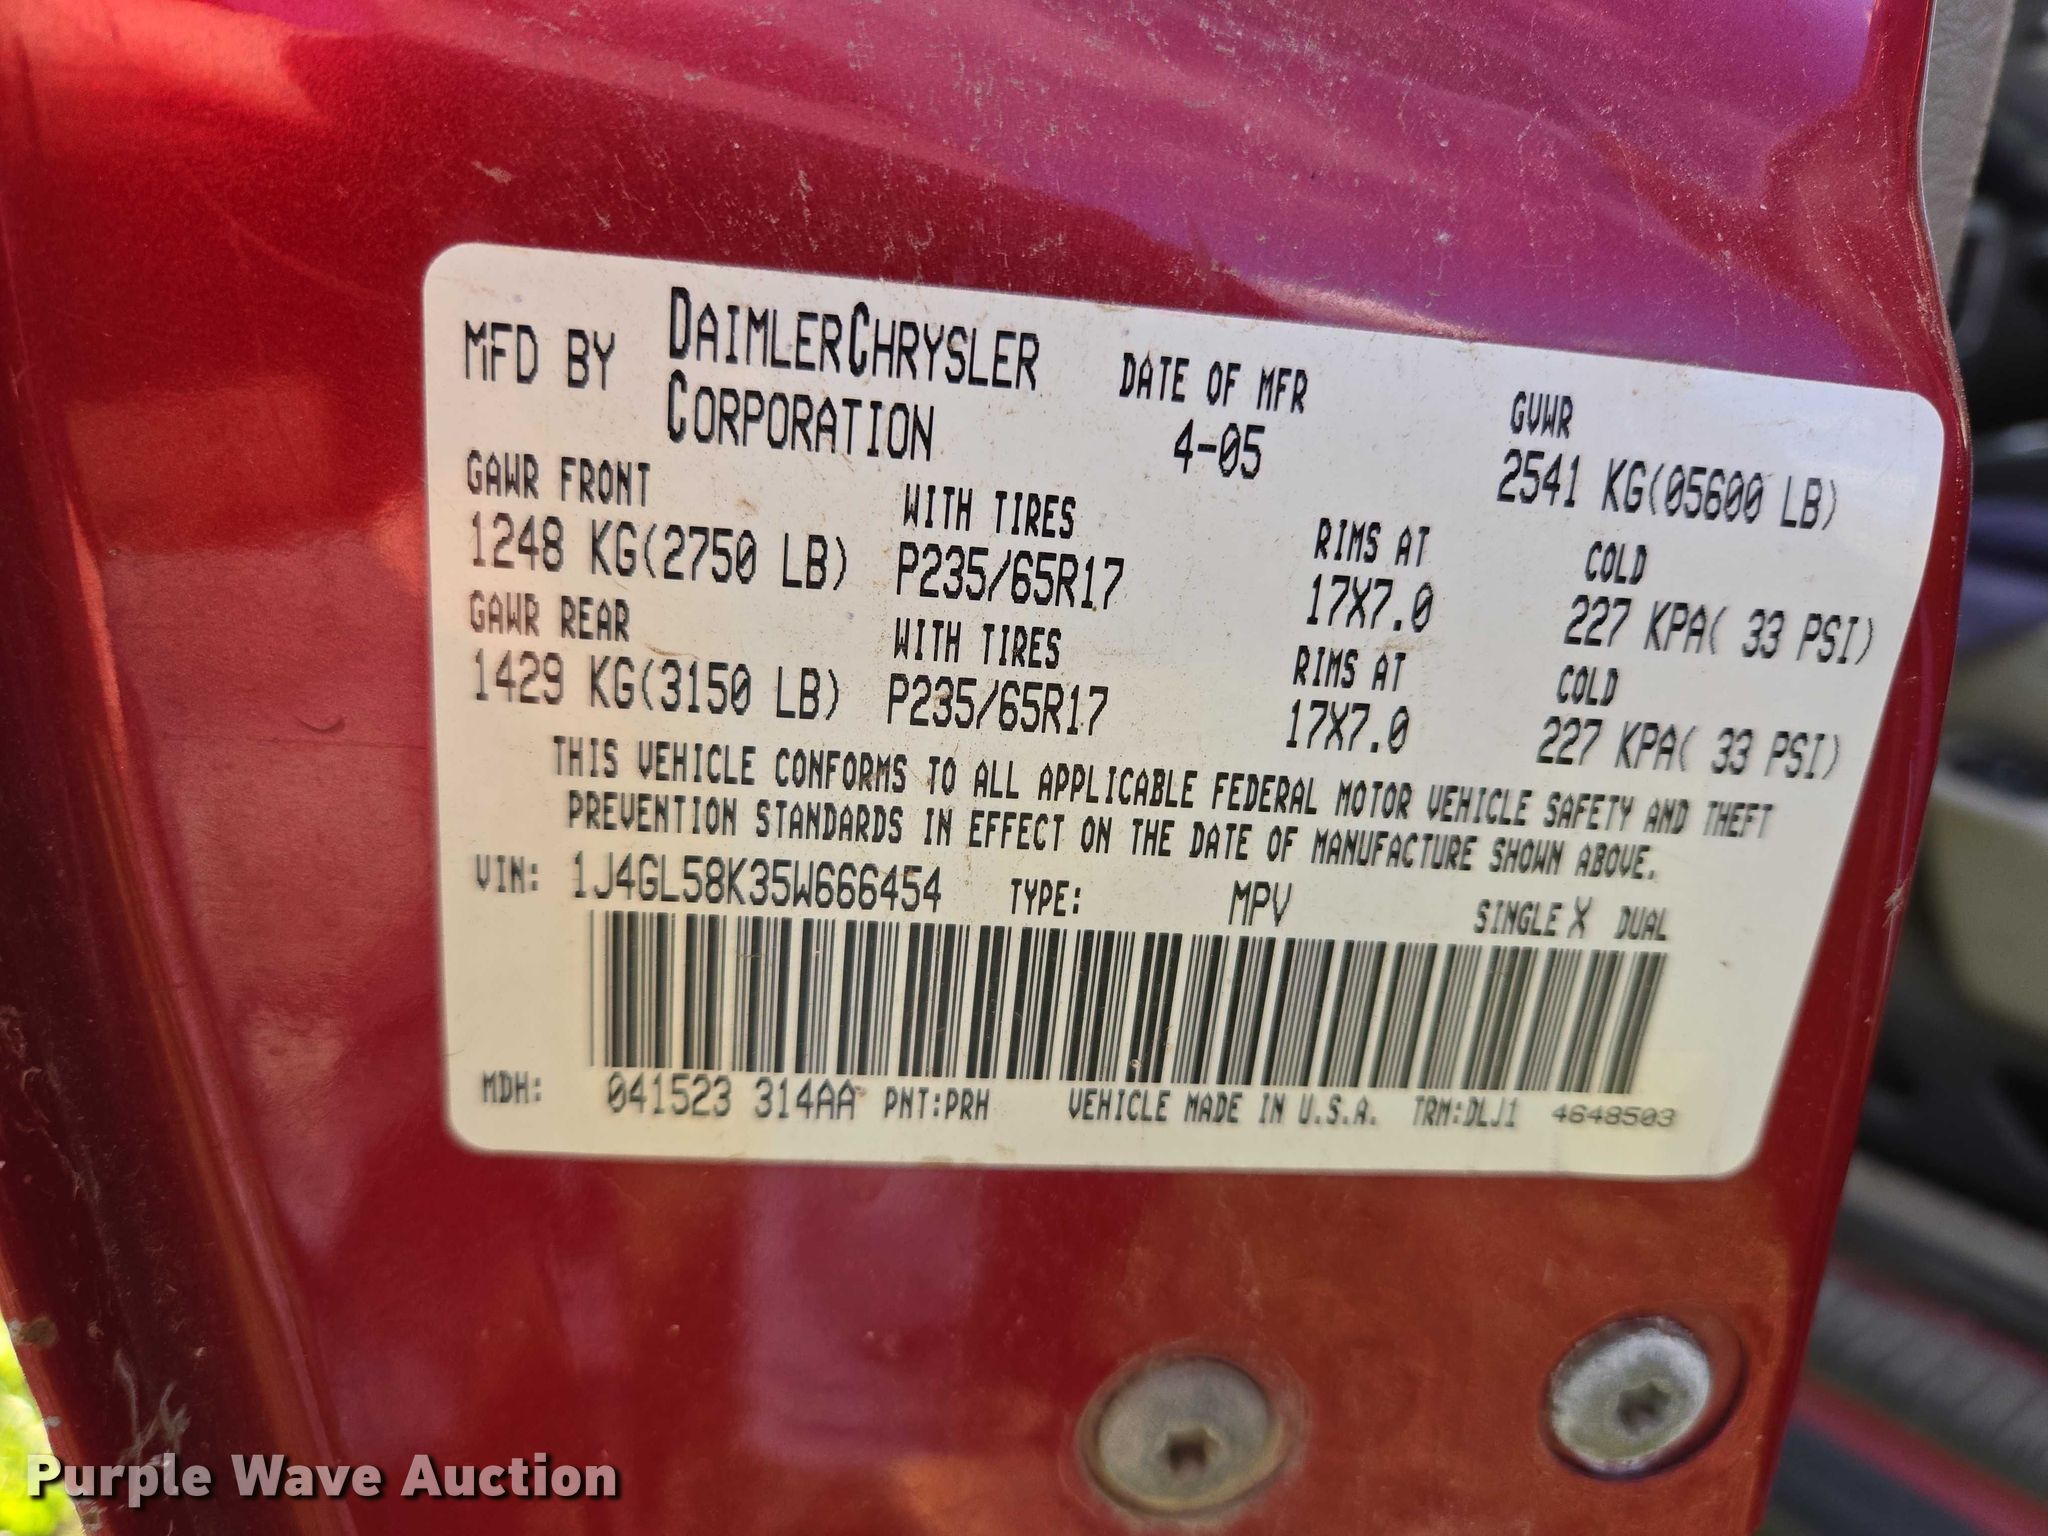 MFD BY DAIMLERCHRYSLER CORPORATION DATE OF MFR 4-05 GVWR 2541 KG(05600 LB)
GAWR FRONT WITH TIRES RIMS AT COLD
1248 KG(2750 LB) P235/65R17 17X7.0 227 KPA( 33 PSI)
GAWR REAR WITH TIRES RIMS AT COLD
1429 KG(3150 LB) P235/65R17 17X7.0 227 KPA( 33 PSI)
THIS VEHICLE CONFORMS TO ALL APPLICABLE FEDERAL MOTOR VEHICLE SAFETY AND THEFT
PREVENTION STANDARDS IN EFFECT ON THE DATE OF MANUFACTURE SHOWN ABOVE.
VIN: 1J4GL58K35W666454 TYPE: MPV SINGLE X DUAL
MDH: 041523 314AA PNT:PRH VEHICLE MADE IN U.S.A. TRM:DLJ1 4648503
Purple Wave Auction